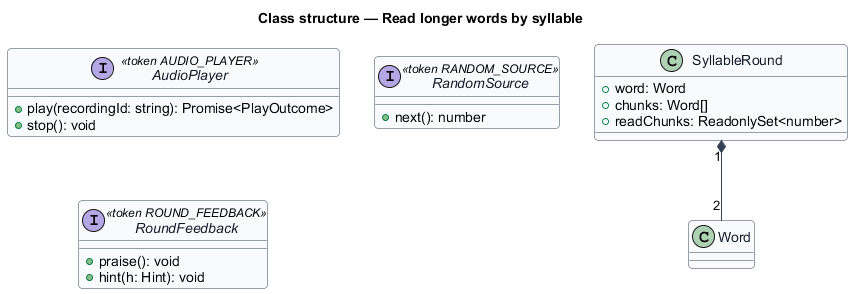 Class structure — Read longer words by syllable
I
«token AUDIO_PLAYER»
AudioPlayer
play(recordingId: string): Promise<PlayOutcome>
stop(): void
I
«token RANDOM_SOURCE»
RandomSource
next(): number
C
SyllableRound
word: Word
chunks: Word[]
readChunks: ReadonlySet<number>
1
2
I
«token ROUND_FEEDBACK»
RoundFeedback
praise(): void
hint(h: Hint): void
C
Word